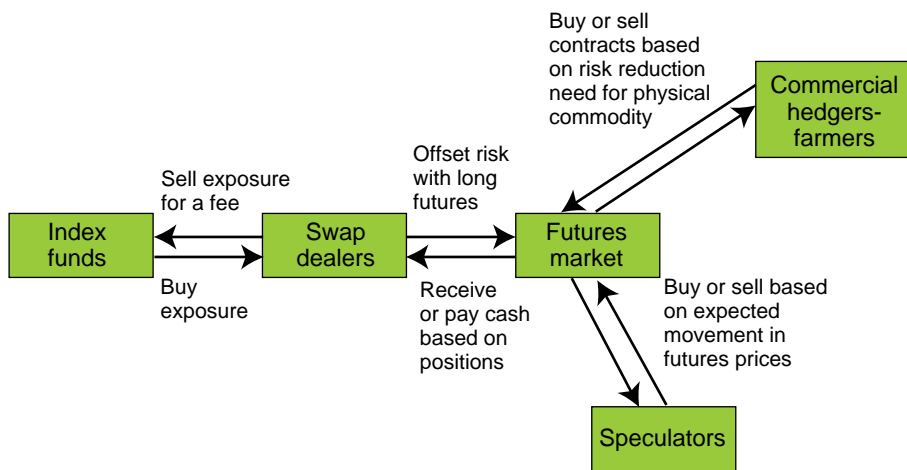 Buy or sell
contracts based
on risk reduction
need for physical
commodity
Commercial
hedgers-
farmers
Sell exposure
for a fee
Offset risk
with long
futures
Index
funds
Swap
dealers
Futures
market
Buy
exposure
Receive
or pay cash
based on
positions
Buy or sell based
on expected
movement in
futures prices
Speculators